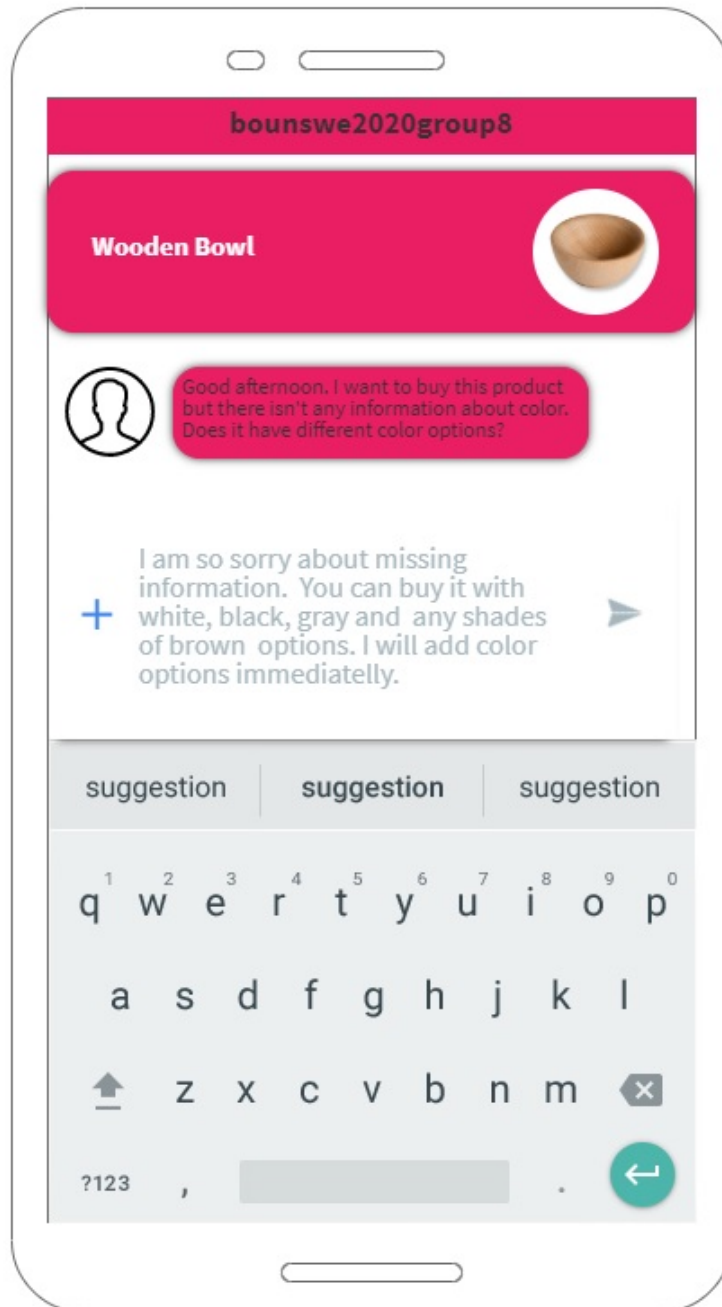 bounswe2020group8
Wooden Bowl
Good afternoon. I want to buy this product
but there isn't any information about color.
Does it have different color options?
I am so sorry about missing
information. You can buy it with
white, black, gray and any shades
of brown options. I will add color
options immediatelly.
suggestion suggestion suggestion
1 2 3 4 5 6 7 8 9 0
q w e r t y u i o p
a s d f g h j k l
z x c v b n m
?123 , .